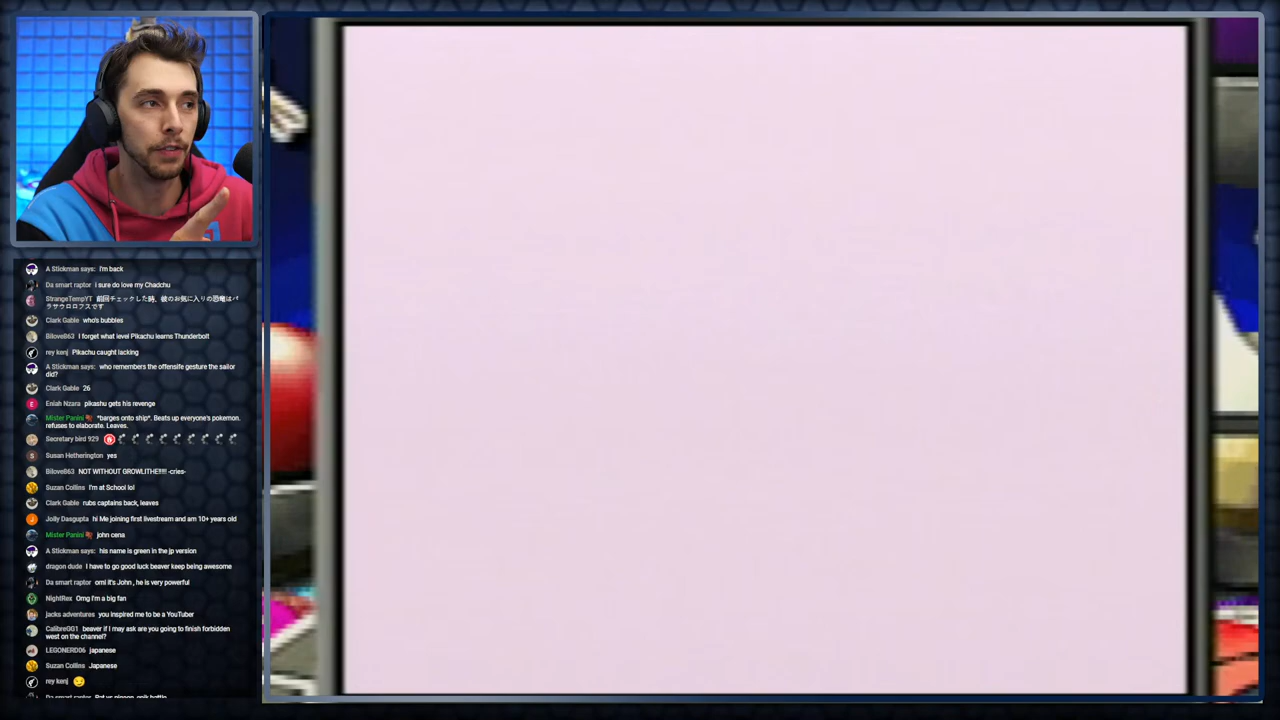 A Stickman says: I'm back
Da smart raptor i sure do love my Chadchu
StrangeTempYT 前回チェックした時、彼のお気に入りの恐竜はパ
ラサウロロフスです
Clark Gable who's bubbles
Bilove863 I forget what level Pikachu learns Thunderbolt
rey kenj Pikachu caught lacking
A Stickman says: who remembers the offensife gesture the sailor
did?
Clark Gable 26
Eniah Nzara pikashu gets his revenge
Mister Panini *barges onto ship*. Beats up everyone's pokemon.
refuses to elaborate. Leaves.
Secretary bird 929
Susan Hetherington yes
Bilove863 NOT WITHOUT GROWLITHE!!!!! -cries-
Suzan Collins I'm at School lol
Clark Gable rubs captains back, leaves
Jolly Dasgupta hi Me joining first livestream and am 10+ years old
Mister Panini john cena
A Stickman says: his name is green in the jp version
dragon dude I have to go good luck beaver keep being awesome
Da smart raptor omi it's John , he is very powerful
NightRex Omg I'm a big fan
jacks adventures you inspired me to be a YouTuber
CalibreGG1 beaver if I may ask are you going to finish forbidden
west on the channel?
LEGONERD06 japanese
Suzan Collins Japanese
rey kenj
Da smart raptor Rat vs pigeon, epik battle